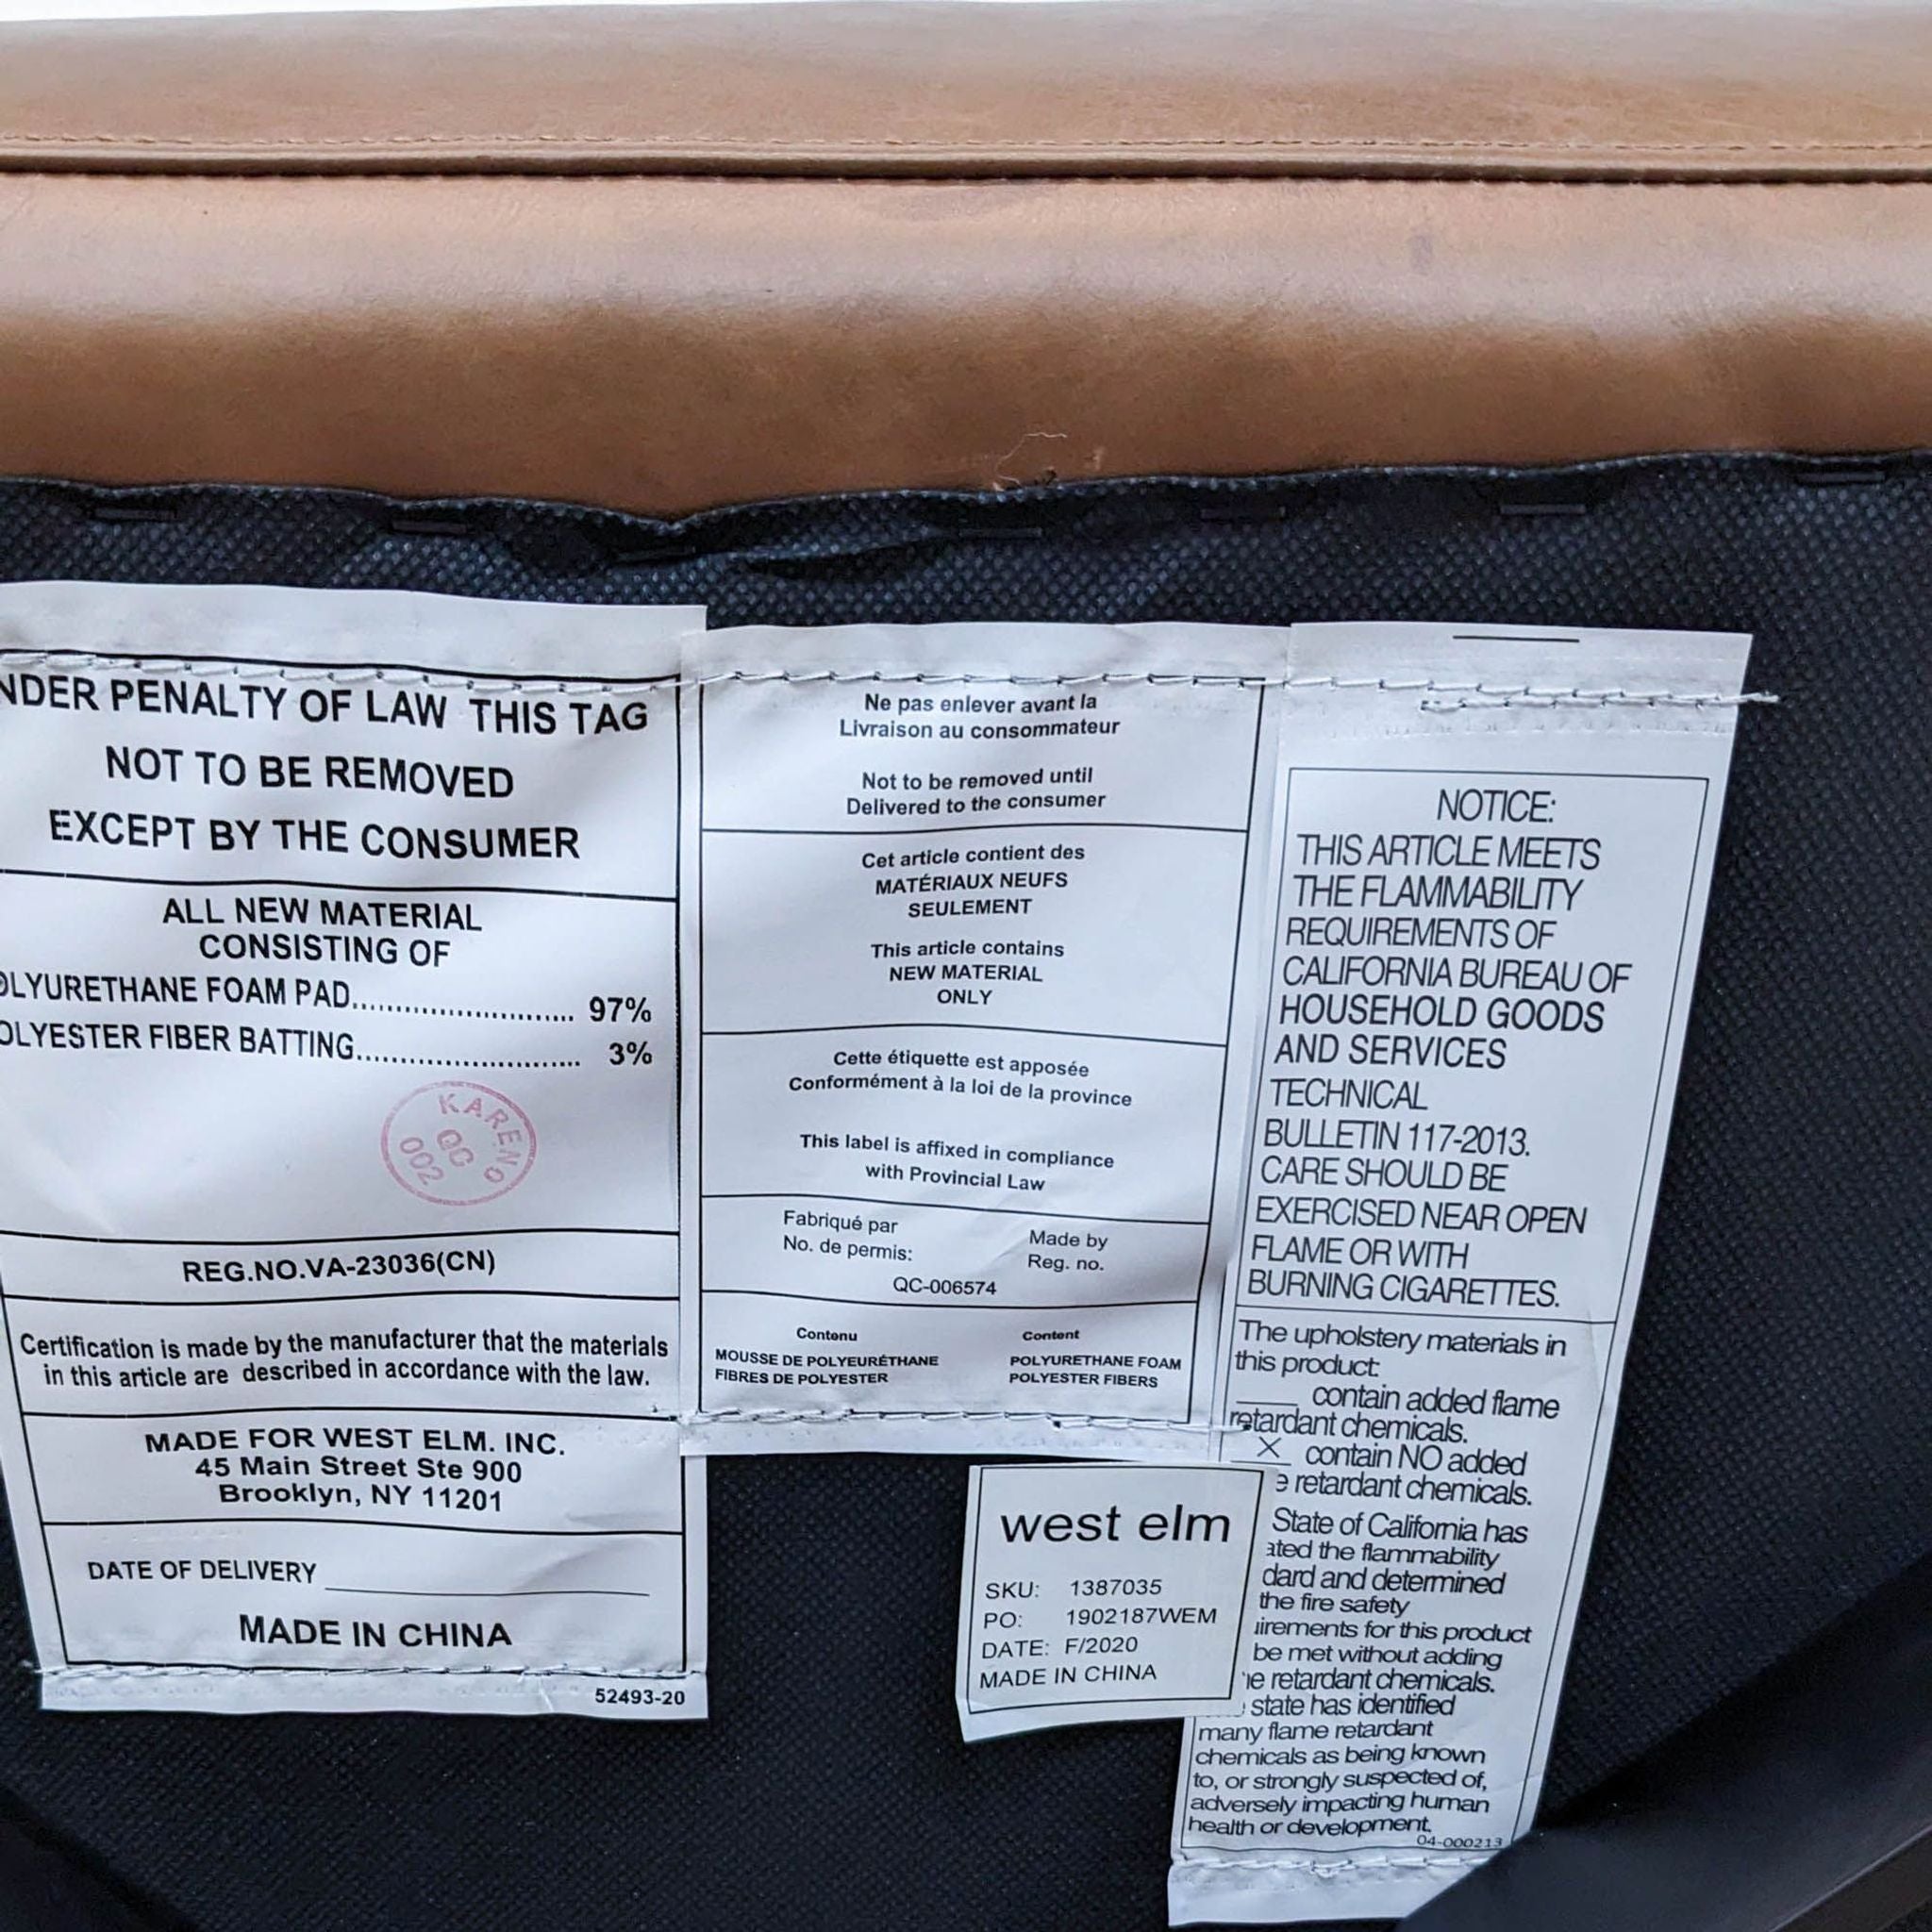 NDER PENALTY OF LAW THIS TAG
NOT TO BE REMOVED
EXCEPT BY THE CONSUMER
ALL NEW MATERIAL
CONSISTING OF
OLYURETHANE FOAM PAD........................... 97%
OLYESTER FIBER BATTING........................... 3%
KARENO
QC
002
REG.NO.VA-23036(CN)
Certification is made by the manufacturer that the materials
in this article are described in accordance with the law.
MADE FOR WEST ELM. INC.
45 Main Street Ste 900
Brooklyn, NY 11201
DATE OF DELIVERY
MADE IN CHINA
52493-20
Ne pas enlever avant la
Livraison au consommateur
Not to be removed until
Delivered to the consumer
Cet article contient des
MATÉRIAUX NEUFS
SEULEMENT
This article contains
NEW MATERIAL
ONLY
Cette étiquette est apposée
Conformément à la loi de la province
This label is affixed in compliance
with Provincial Law
Fabriqué par Made by
No. de permis: Reg. no.
QC-006574
Contenu Content
MOUSSE DE POLYEURÉTHANE POLYURETHANE FOAM
FIBRES DE POLYESTER POLYESTER FIBERS
west elm
SKU: 1387035
PO: 1902187WEM
DATE: F/2020
MADE IN CHINA
NOTICE:
THIS ARTICLE MEETS
THE FLAMMABILITY
REQUIREMENTS OF
CALIFORNIA BUREAU OF
HOUSEHOLD GOODS
AND SERVICES
TECHNICAL
BULLETIN 117-2013.
CARE SHOULD BE
EXERCISED NEAR OPEN
FLAME OR WITH
BURNING CIGARETTES.
The upholstery materials in
this product:
____ contain added flame
retardant chemicals.
X contain NO added
e retardant chemicals.
State of California has
ated the flammability
dard and determined
the fire safety
irements for this product
be met without adding
e retardant chemicals.
state has identified
many flame retardant
chemicals as being known
to, or strongly suspected of,
adversely impacting human
health or development.
04-000213